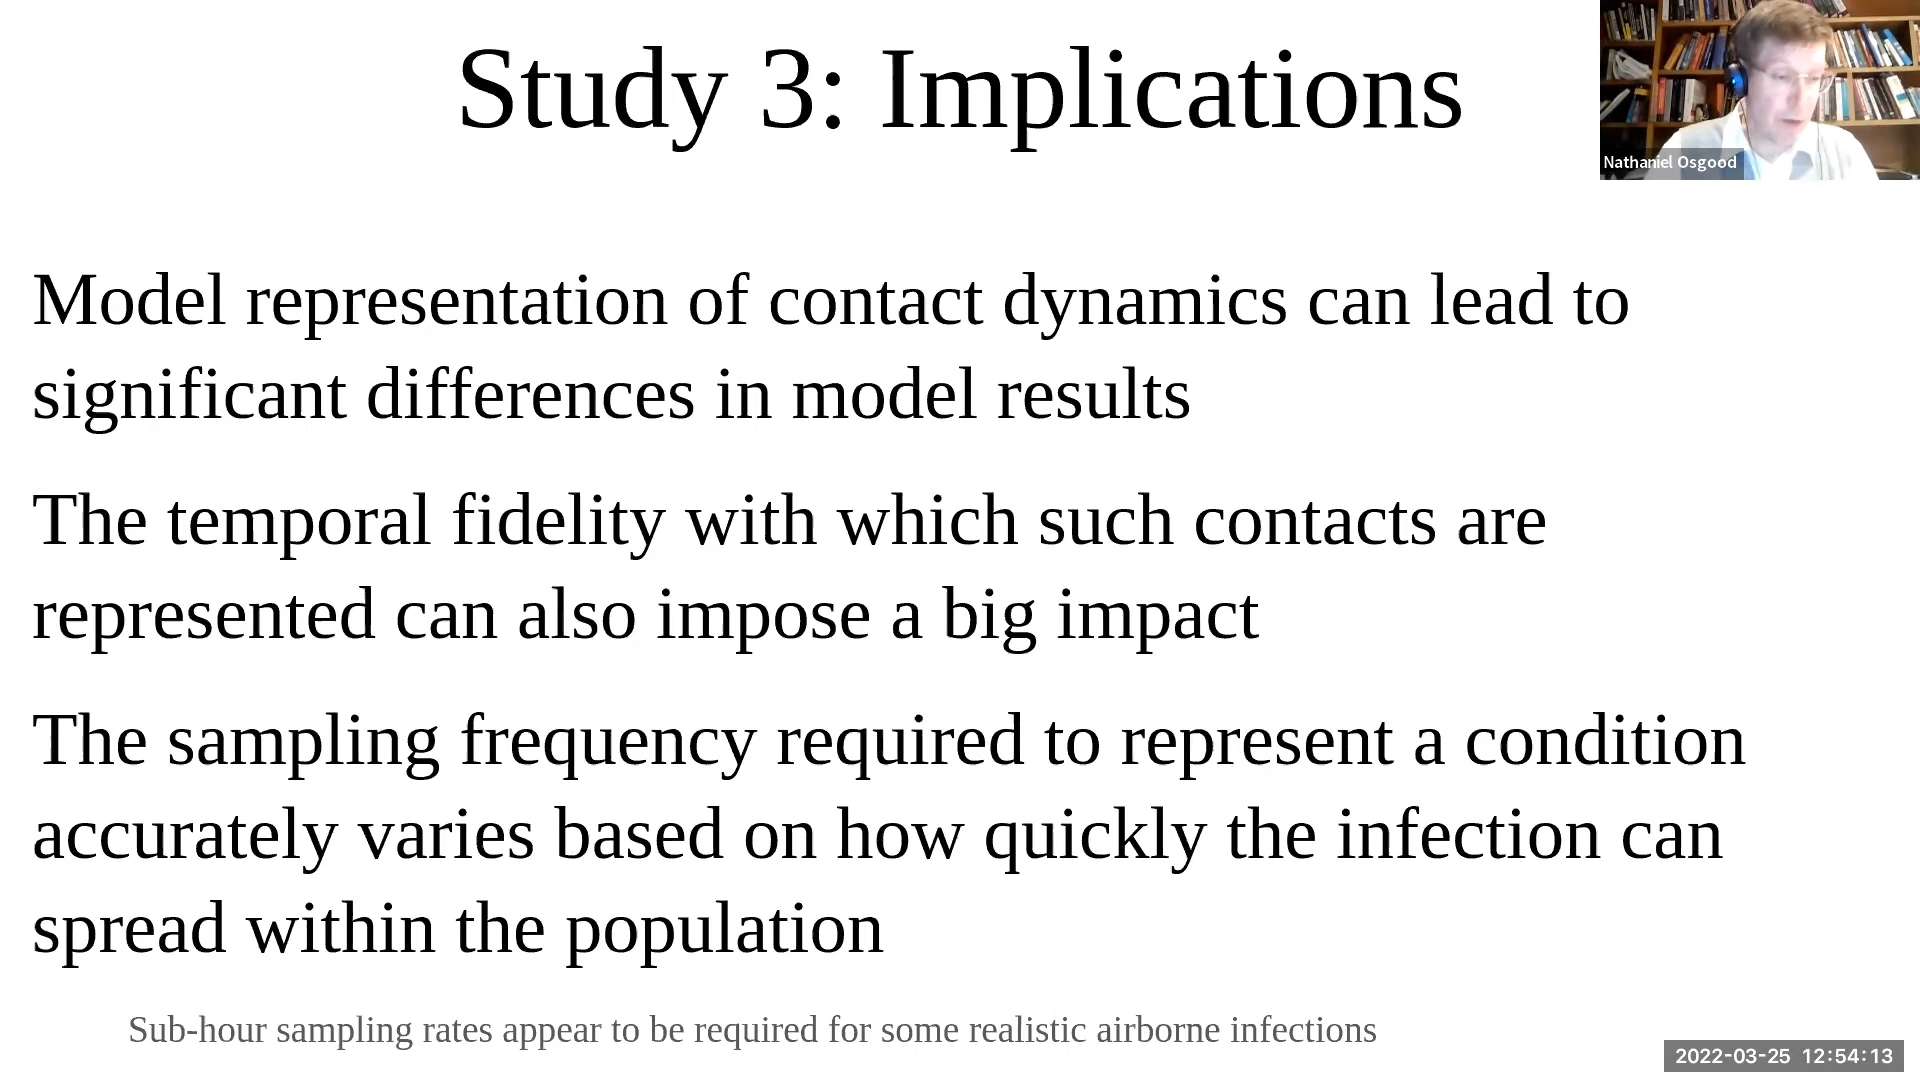 Study 3: Implications
Nathaniel Osgood
Model representation of contact dynamics can lead to
significant differences in model results
The temporal fidelity with which such contacts are
represented can also impose a big impact
The sampling frequency required to represent a condition
accurately varies based on how quickly the infection can
spread within the population
Sub-hour sampling rates appear to be required for some realistic airborne infections
2022-03-25 12:54:13